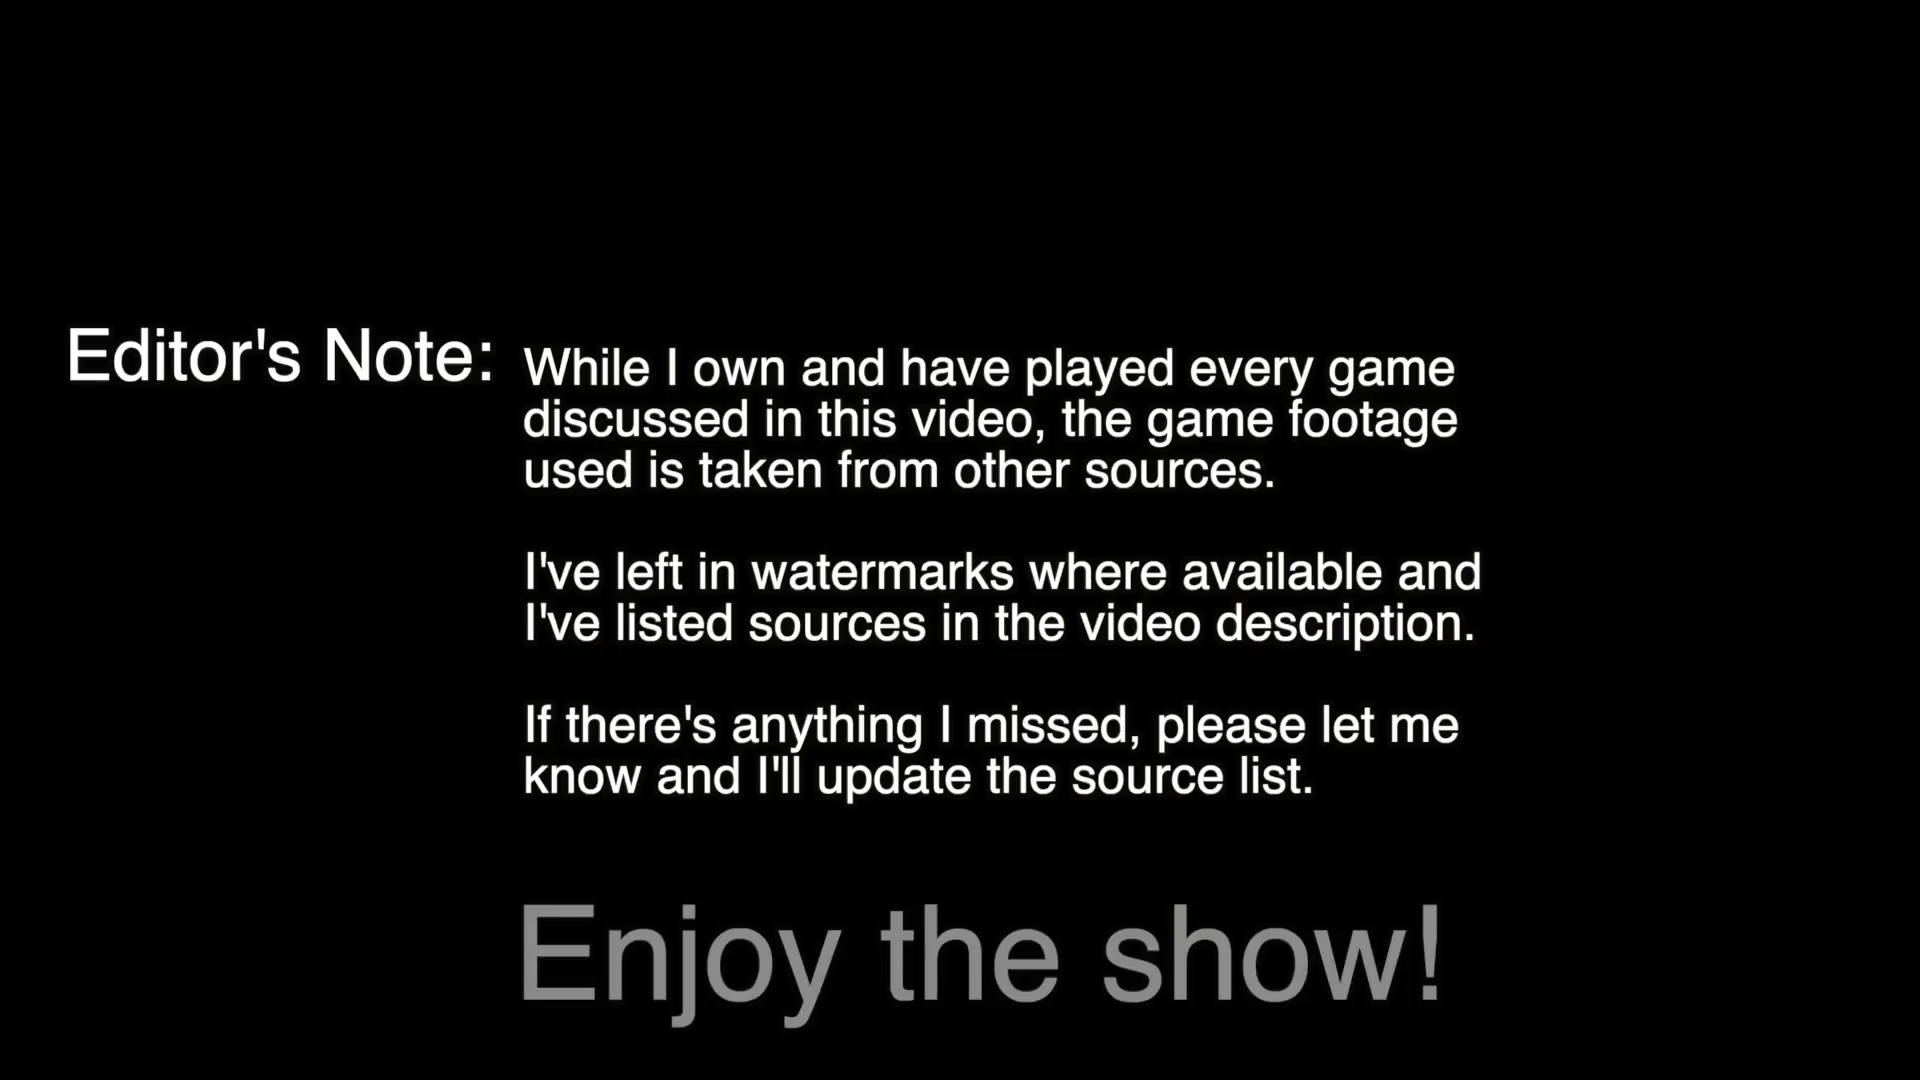 Editor's Note:
While I own and have played every game
discussed in this video, the game footage
used is taken from other sources.
I've left in watermarks where available and
I've listed sources in the video description.
If there's anything I missed, please let me
know and I'll update the source list.
Enjoy the show!